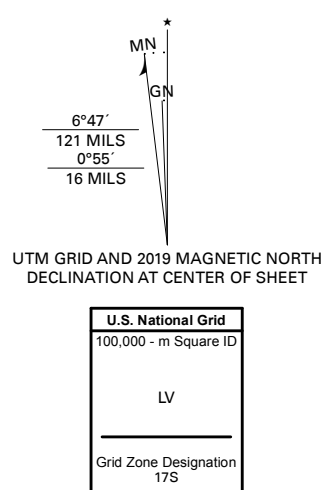 ★
MN
GN
6°47´
121 MILS
0°55´
16 MILS
UTM GRID AND 2019 MAGNETIC NORTH
DECLINATION AT CENTER OF SHEET
U.S. National Grid
100,000 - m Square ID
LV
Grid Zone Designation
17S